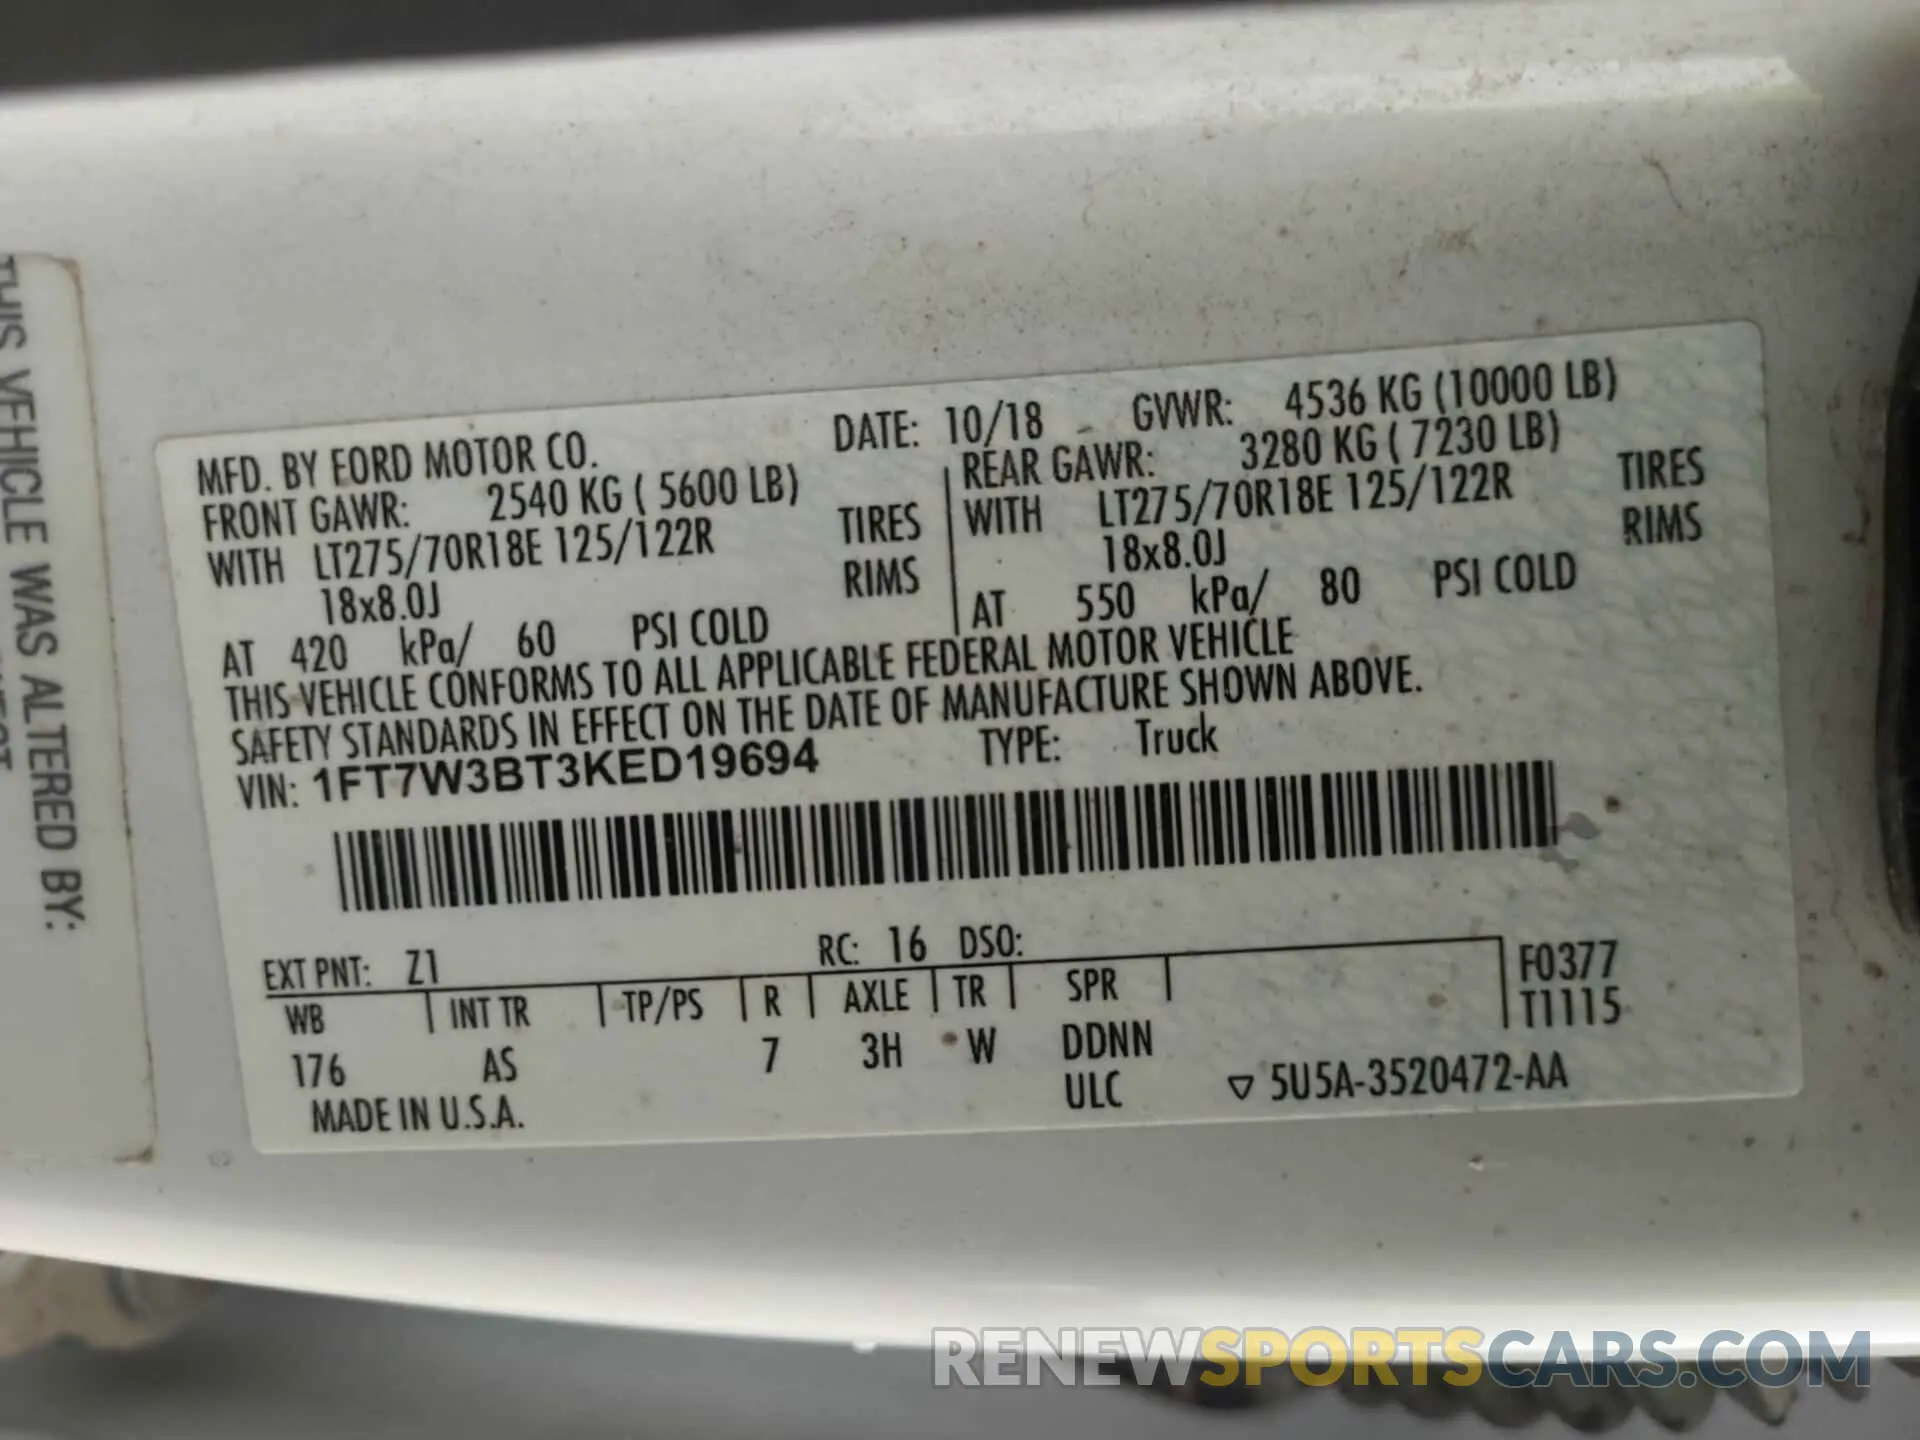 THIS VEHICLE WAS ALTERED BY:
MFD. BY FORD MOTOR CO. DATE: 10/18 GVWR: 4536 KG (10000 LB)
FRONT GAWR: 2540 KG ( 5600 LB) REAR GAWR: 3280 KG ( 7230 LB)
WITH LT275/70R18E 125/122R TIRES WITH LT275/70R18E 125/122R TIRES
18x8.0J RIMS 18x8.0J RIMS
AT 420 kPa/ 60 PSI COLD AT 550 kPa/ 80 PSI COLD
THIS VEHICLE CONFORMS TO ALL APPLICABLE FEDERAL MOTOR VEHICLE
SAFETY STANDARDS IN EFFECT ON THE DATE OF MANUFACTURE SHOWN ABOVE.
VIN: 1FT7W3BT3KED19694 TYPE: Truck
EXT PNT: Z1 RC: 16 DSO:
WB INT TR TP/PS R AXLE TR SPR F0377
T1115
176 AS 7 3H W DDNN
MADE IN U.S.A. ULC ▽ 5U5A-3520472-AA
RENEWSPORTSCARS.COM